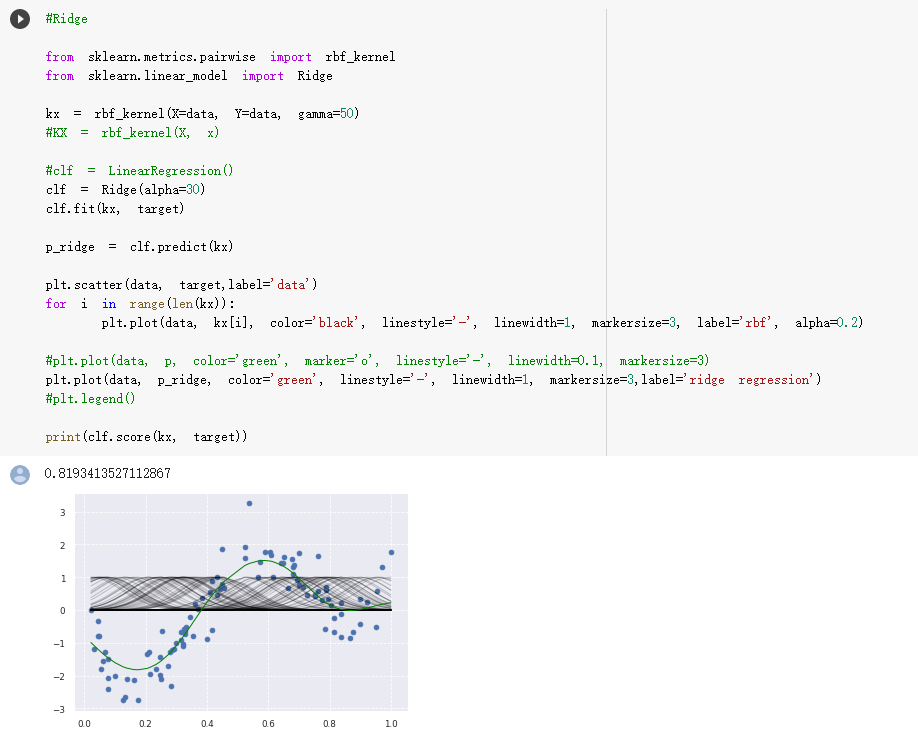 #Ridge
from sklearn.metrics.pairwise import rbf_kernel
from sklearn.linear_model import Ridge
kx = rbf_kernel(X=data, Y=data, gamma=50)
#KX = rbf_kernel(X, x)
#clf = LinearRegression()
clf = Ridge(alpha=30)
clf.fit(kx, target)
p_ridge = clf.predict(kx)
plt.scatter(data, target,label='data')
for i in range(len(kx)):
plt.plot(data, kx[i], color='black', linestyle='-', linewidth=1, markersize=3, label='rbf', alpha=0.2)
#plt.plot(data, p, color='green', marker='o', linestyle='-', linewidth=0.1, markersize=3)
plt.plot(data, p_ridge, color='green', linestyle='-', linewidth=1, markersize=3,label='ridge regression')
#plt.legend()
print(clf.score(kx, target))
0.8193413527112867
3
2
1
0
−1
−2
−3
0.0 0.2 0.4 0.6 0.8 1.0